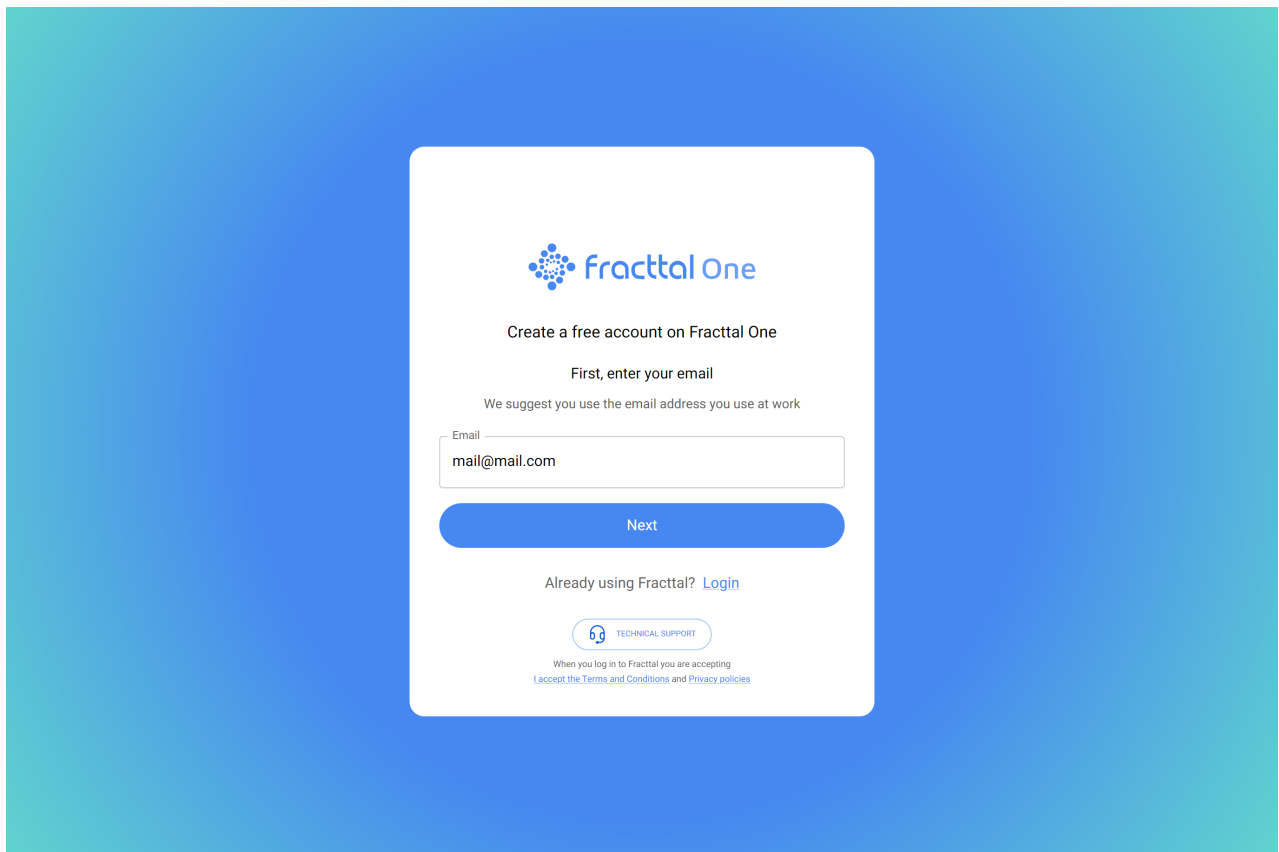 fracttal One
Create a free account on Fracttal One
First, enter your email
We suggest you use the email address you use at work
Email
mail@mail.com
Next
Already using Fracttal? Login
TECHNICAL SUPPORT
When you log in to Fracttal you are accepting
I accept the Terms and Conditions and Privacy policies